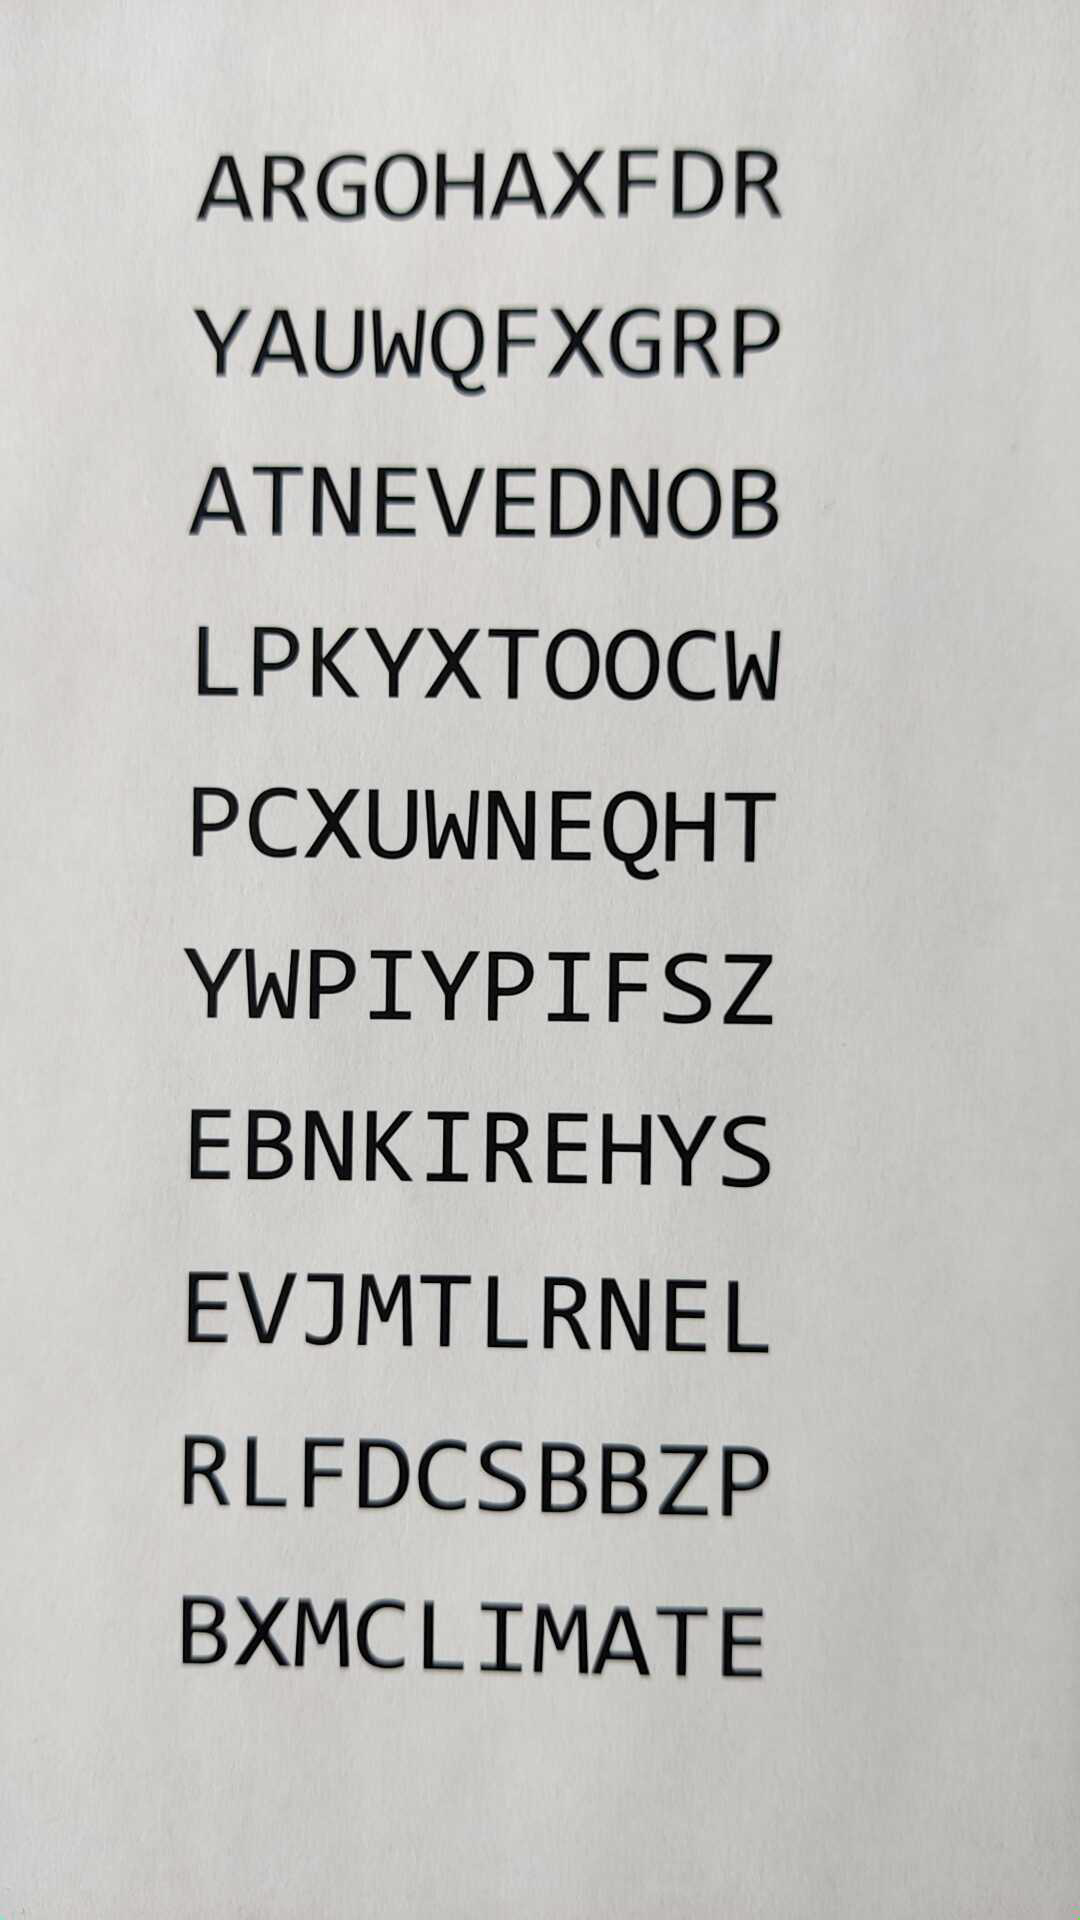 ARGOHAXFDR
YAUWQFXGRP
ATNEVEDNOB
LPKYXTOOCW
PCXUWNEQHT
YWPIYPIFSZ
EBNKIREHYS
EVJMTLRNEL
RLFDCSBBZP
BXMCLIMATE